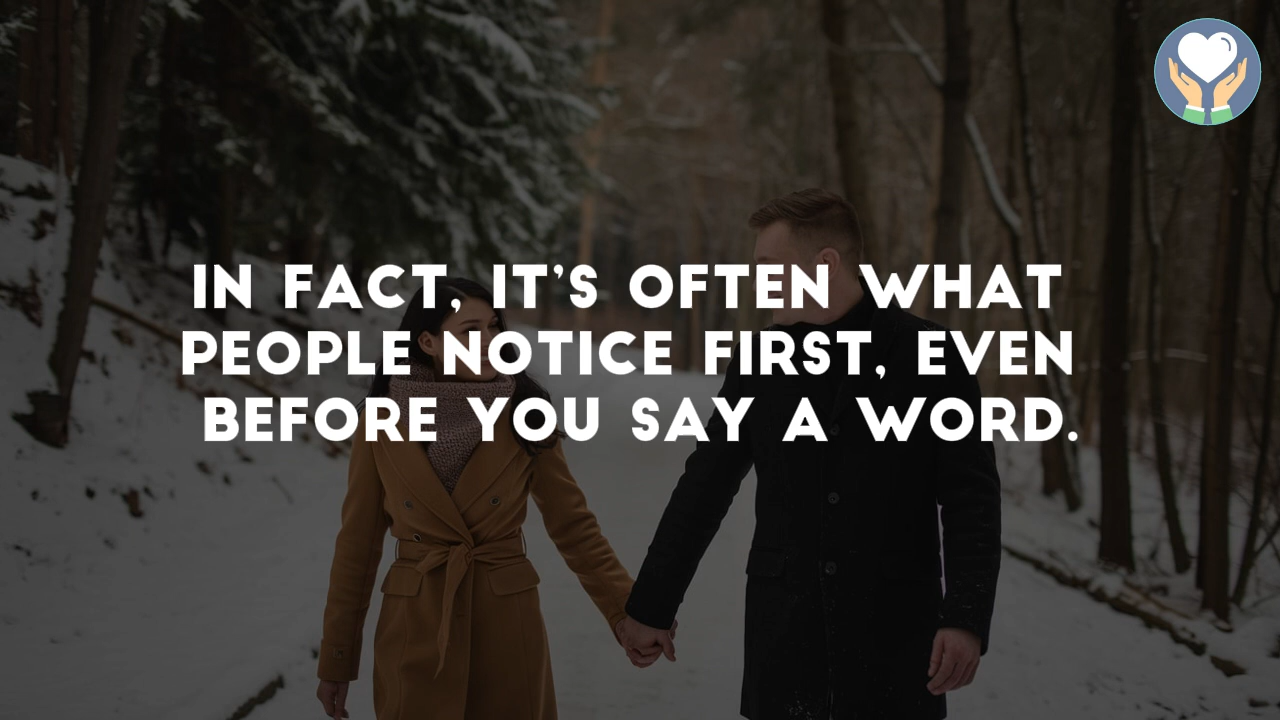 IN FACT, IT'S OFTEN WHAT
PEOPLE NOTICE FIRST, EVEN
BEFORE YOU SAY A WORD.